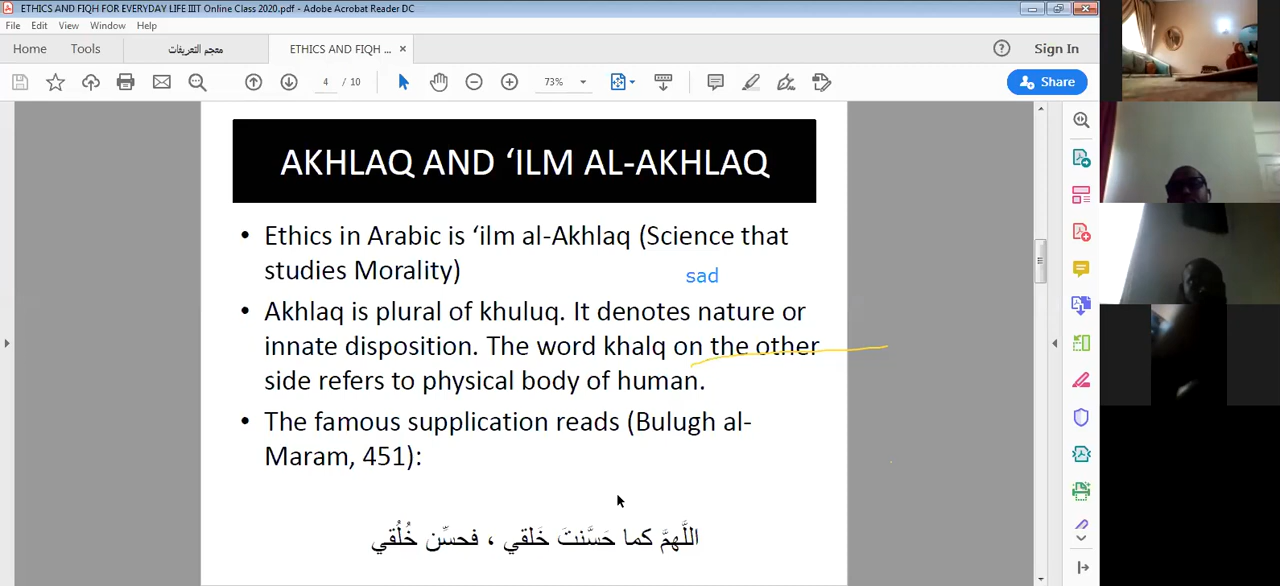 ETHICS AND FIQH FOR EVERYDAY LIFE IIIT Online Class 2020.pdf - Adobe Acrobat Reader DC
File Edit View Window Help
Home Tools معجم التعريفات ETHICS AND FIQH ... × ? Sign In
4 / 10 73% Share
AKHLAQ AND ‘ILM AL-AKHLAQ
• Ethics in Arabic is ‘ilm al-Akhlaq (Science that
studies Morality)
sad
• Akhlaq is plural of khuluq. It denotes nature or
innate disposition. The word khalq on the other
side refers to physical body of human.
• The famous supplication reads (Bulugh al-
Maram, 451):
اللَّهمَّ كما حَسَّنتَ خَلقي ، فحسِّن خُلُقي